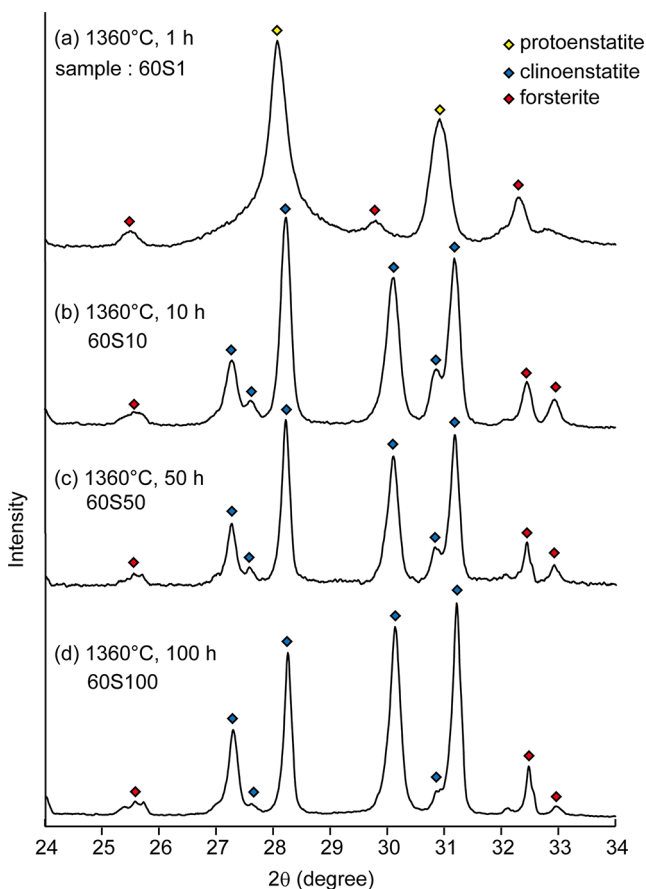 (a) 1360°C, 1 h
sample : 60S1
protoenstatite
clinoenstatite
forsterite
(b) 1360°C, 10 h
60S10
(c) 1360°C, 50 h
60S50
(d) 1360°C, 100 h
60S100
Intensity
24 25 26 27 28 29 30 31 32 33 34
2θ (degree)